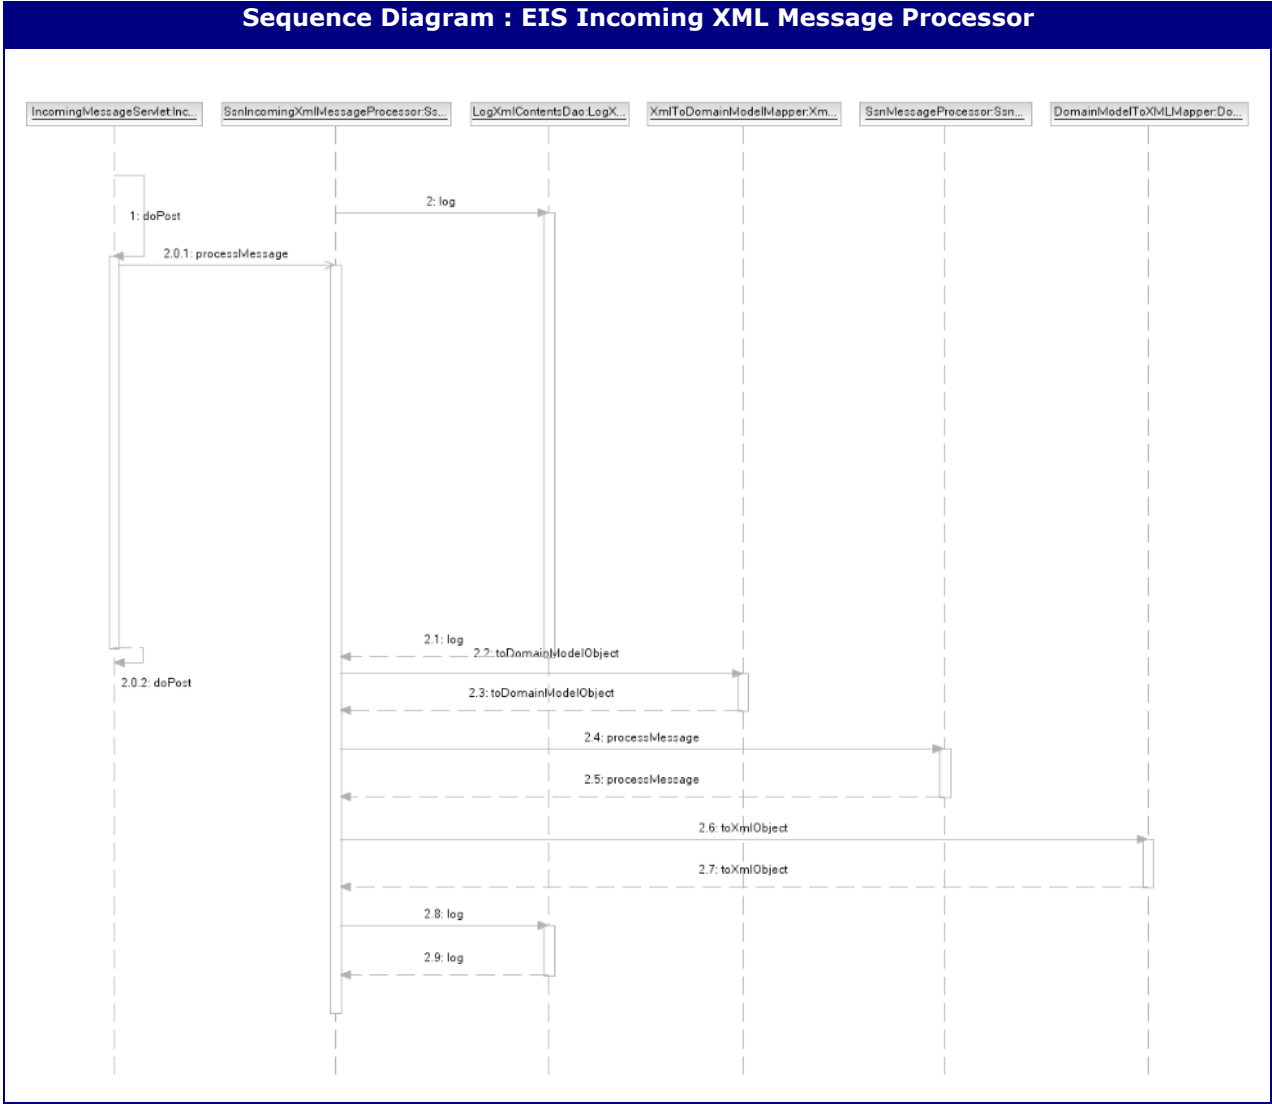 Sequence Diagram : EIS Incoming XML Message Processor
IncomingMessageServlet:Inc...
SsnIncomingXmlMessageProcessor:Ss...
LogXmlContentsDao:LogX...
XmlToDomainModelMapper:Xm...
SsnMessageProcessor:Ssn...
DomainModelToXMLMapper:Do...
2: log
1: doPost
2.0.1: processMessage
2.1: log
2.2: toDomainModelObject
2.0.2: doPost
2.3: toDomainModelObject
2.4: processMessage
2.5: processMessage
2.6: toXmlObject
2.7: toXmlObject
2.8: log
2.9: log